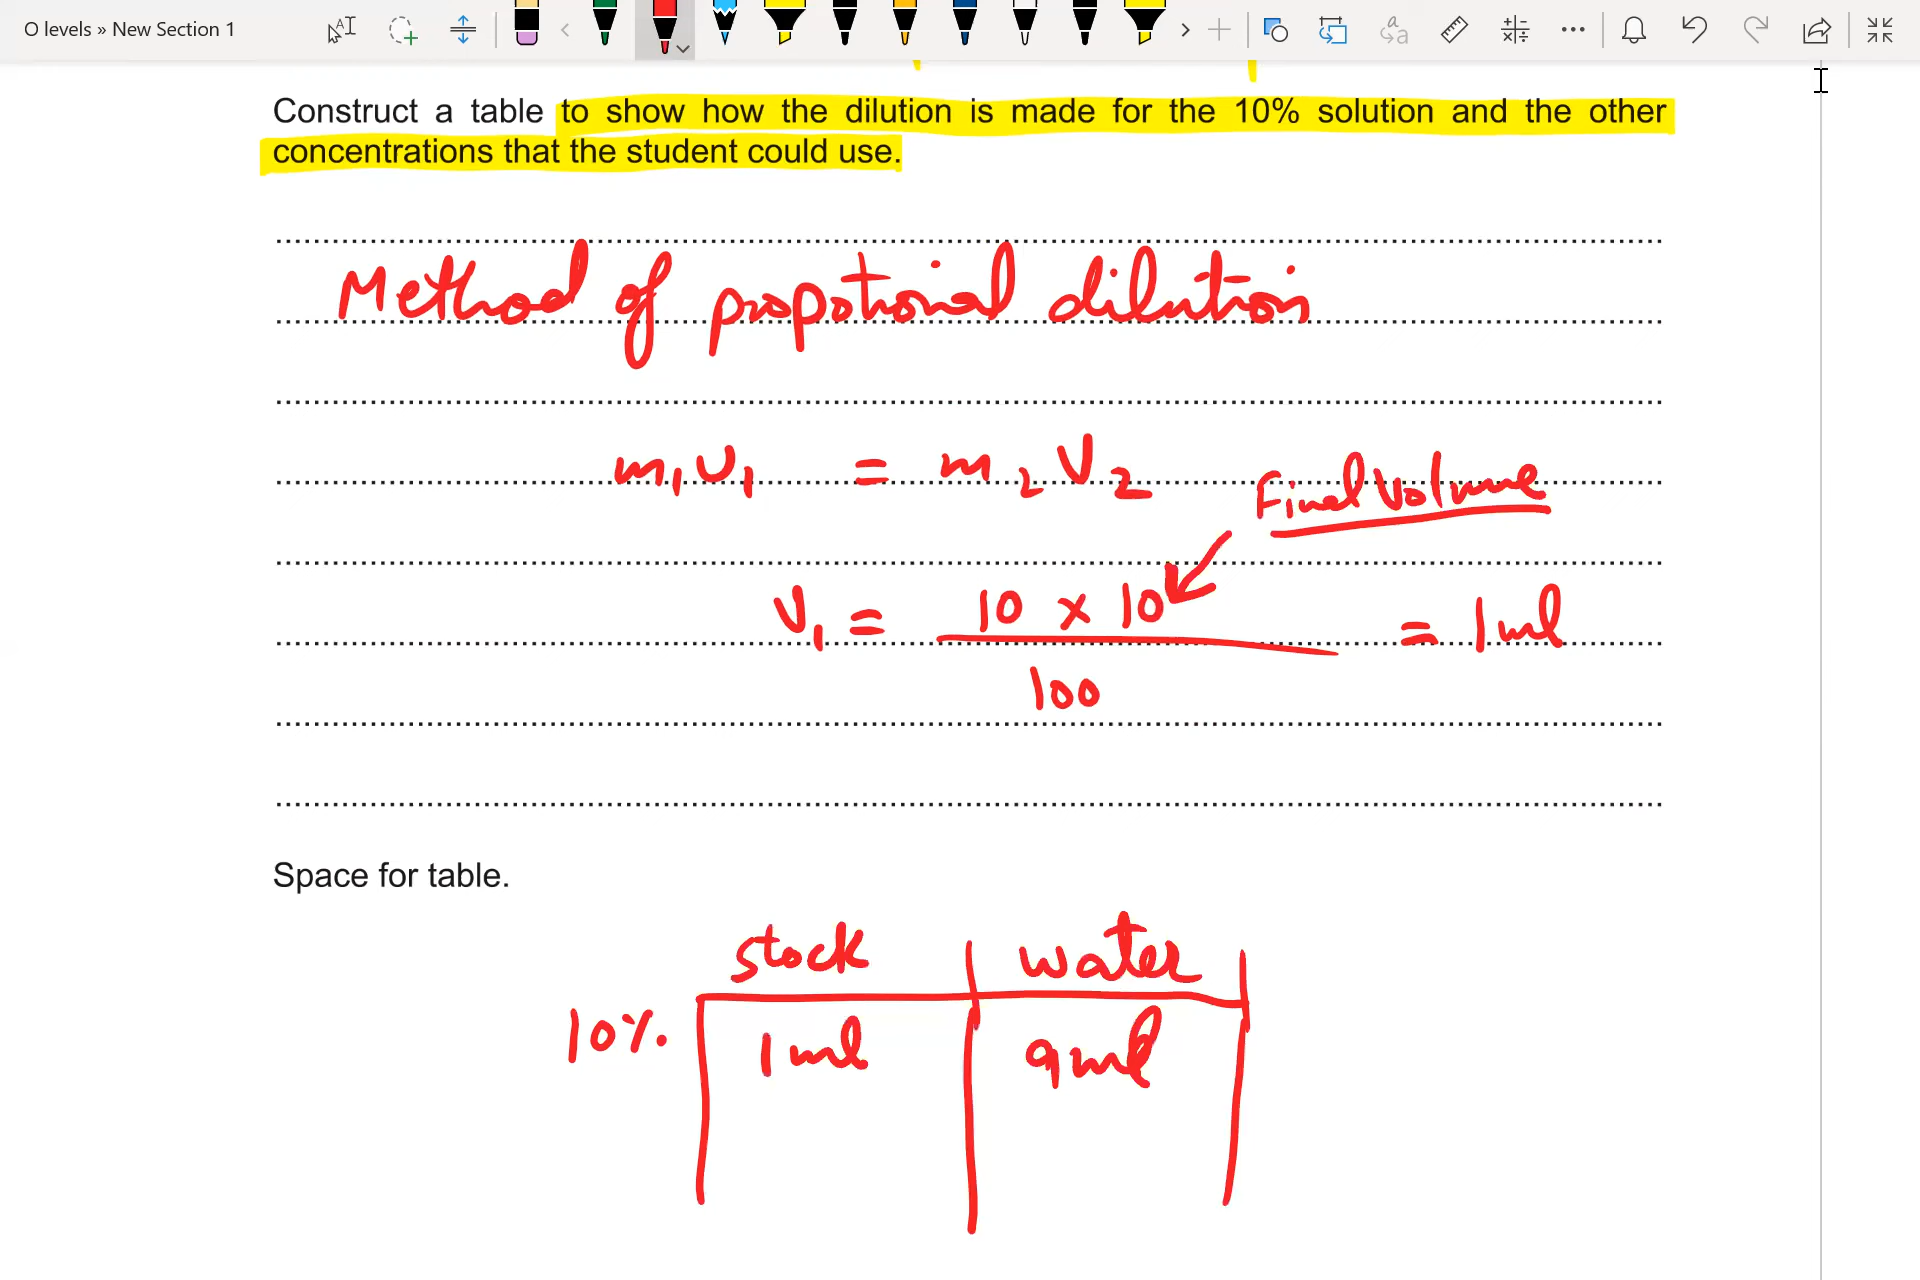 O levels » New Section 1
Construct a table to show how the dilution is made for the 10% solution and the other
concentrations that the student could use.
Method of propotional dilution
m₁v₁ = m₂V₂
Final Volume
V₁ = 10 x 10 = 1ml
100
Space for table.
stock water
10% 1ml 9ml